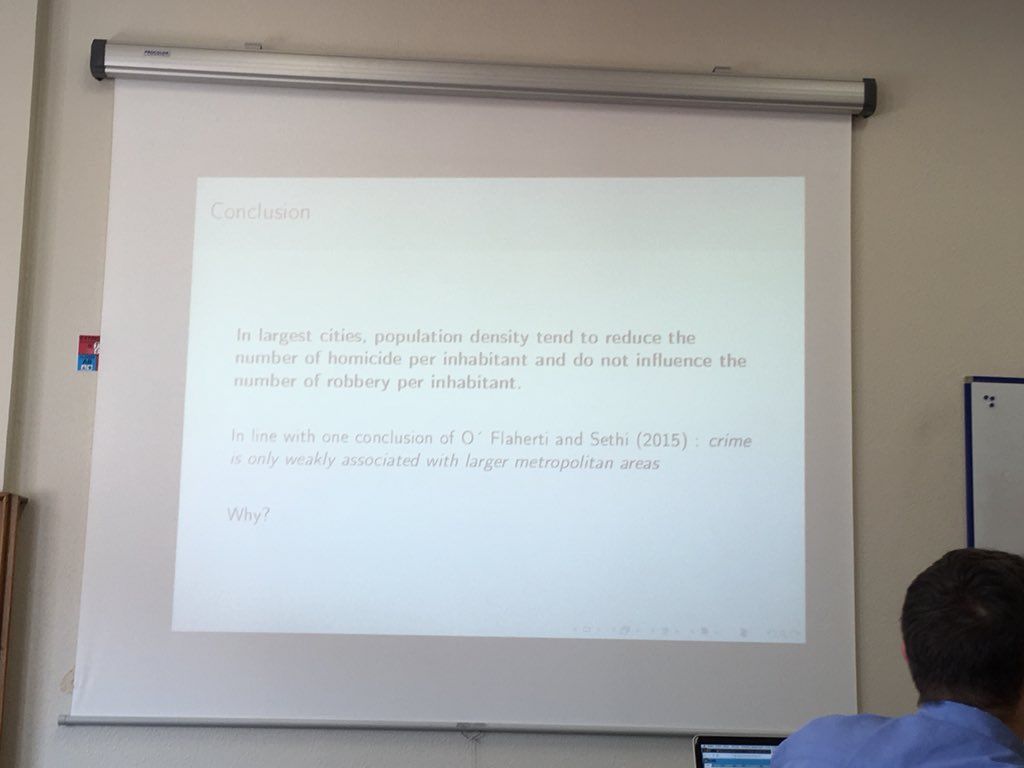 Conclusion
In largest cities, population density tend to reduce the
number of homicide per inhabitant and do not influence the
number of robbery per inhabitant.
In line with one conclusion of O´ Flaherti and Sethi (2015) : crime
is only weakly associated with larger metropolitan areas
Why?